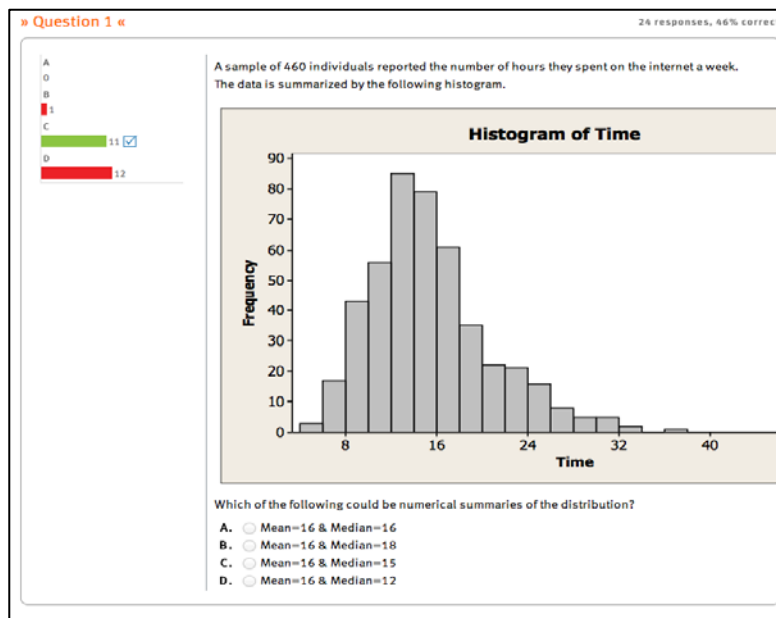 » Question 1 «
24 responses, 46% correc
A
0
B
1
C
11
D
12
A sample of 460 individuals reported the number of hours they spent on the internet a week.
The data is summarized by the following histogram.
Histogram of Time
90
80
70
60
50
40
30
20
10
0
Frequency
8 16 24 32 40
Time
Which of the following could be numerical summaries of the distribution?
A. Mean=16 & Median=16
B. Mean=16 & Median=18
C. Mean=16 & Median=15
D. Mean=16 & Median=12